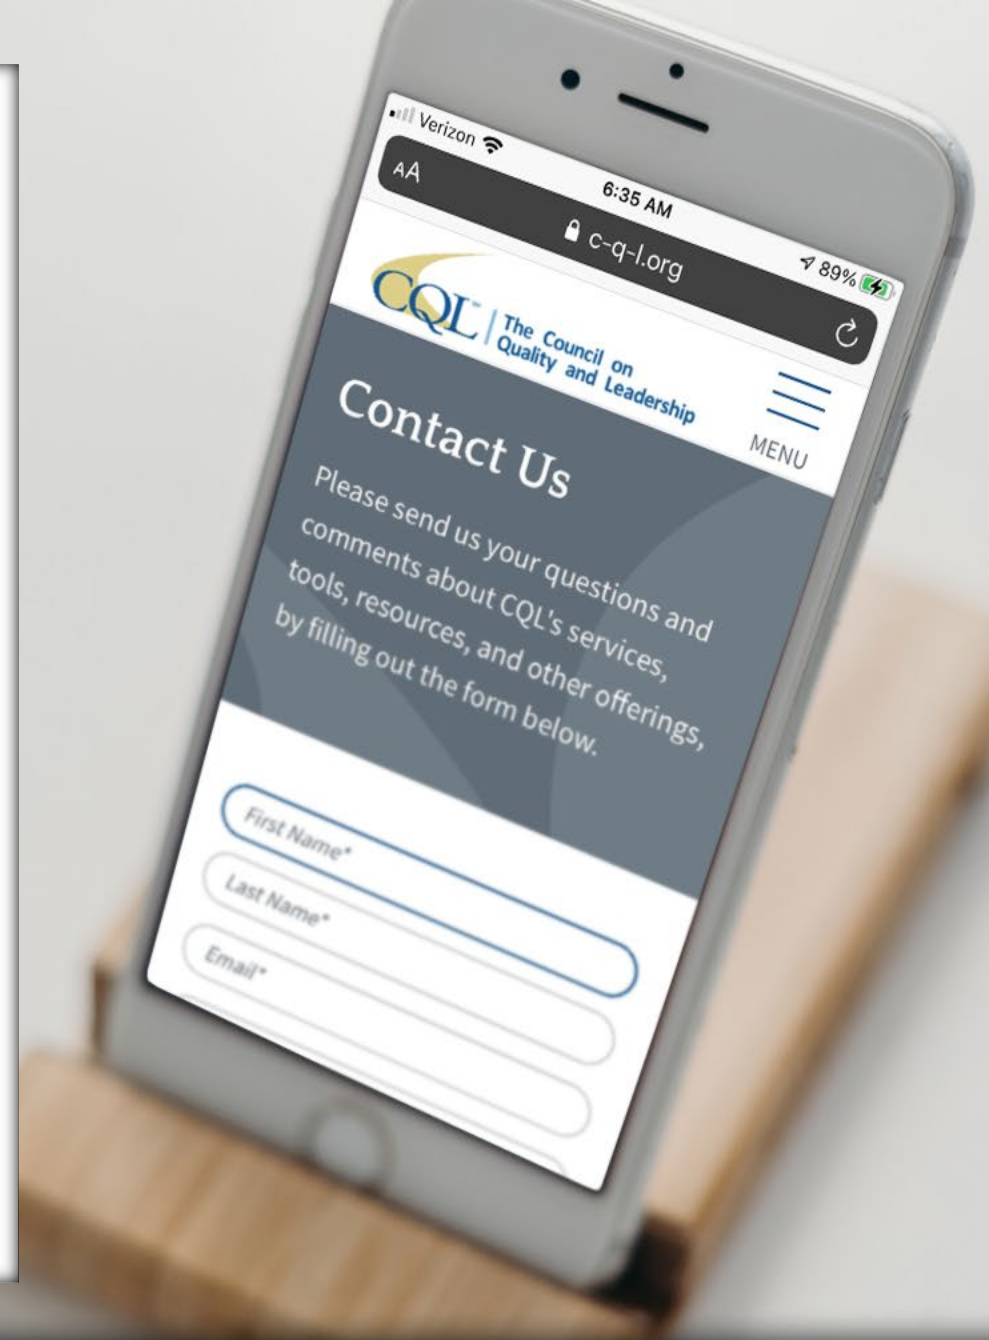 Verizon
6:35 AM
89%
AA
c-q-l.org
CQL™
The Council on
Quality and Leadership
MENU
Contact Us
Please send us your questions and
comments about CQL's services,
tools, resources, and other offerings,
by filling out the form below.
First Name*
Last Name*
Email*